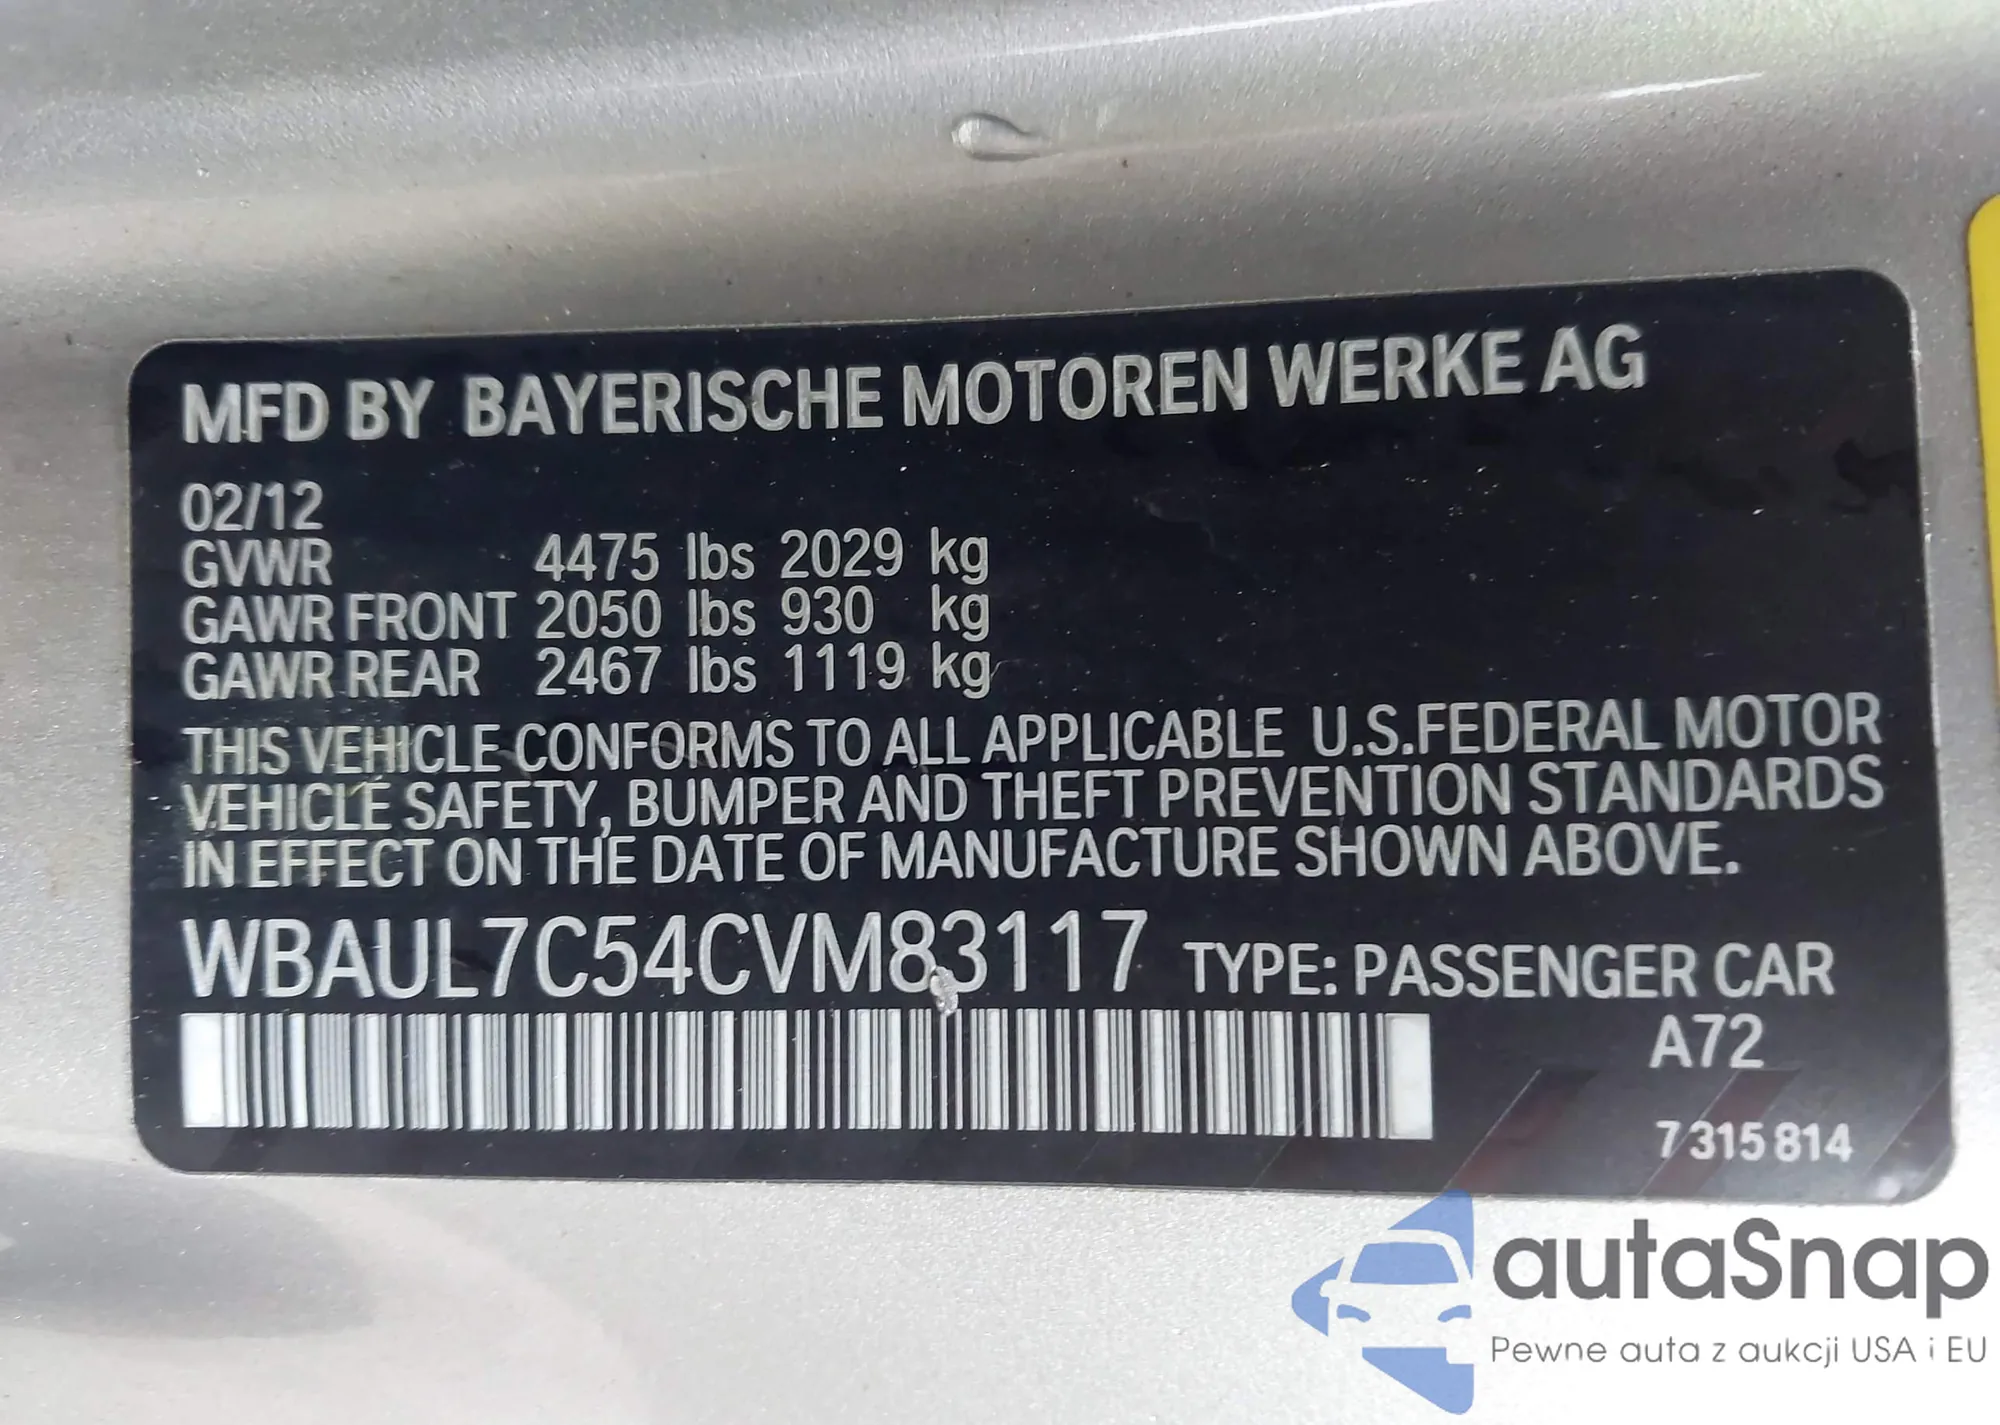 MFD BY BAYERISCHE MOTOREN WERKE AG
02/12
GVWR 4475 lbs 2029 kg
GAWR FRONT 2050 lbs 930 kg
GAWR REAR 2467 lbs 1119 kg
THIS VEHICLE CONFORMS TO ALL APPLICABLE U.S.FEDERAL MOTOR
VEHICLE SAFETY, BUMPER AND THEFT PREVENTION STANDARDS
IN EFFECT ON THE DATE OF MANUFACTURE SHOWN ABOVE.
WBAUL7C54CVM83117 TYPE: PASSENGER CAR
A72
7 315 814
autaSnap
Pewne auta z aukcji USA i EU